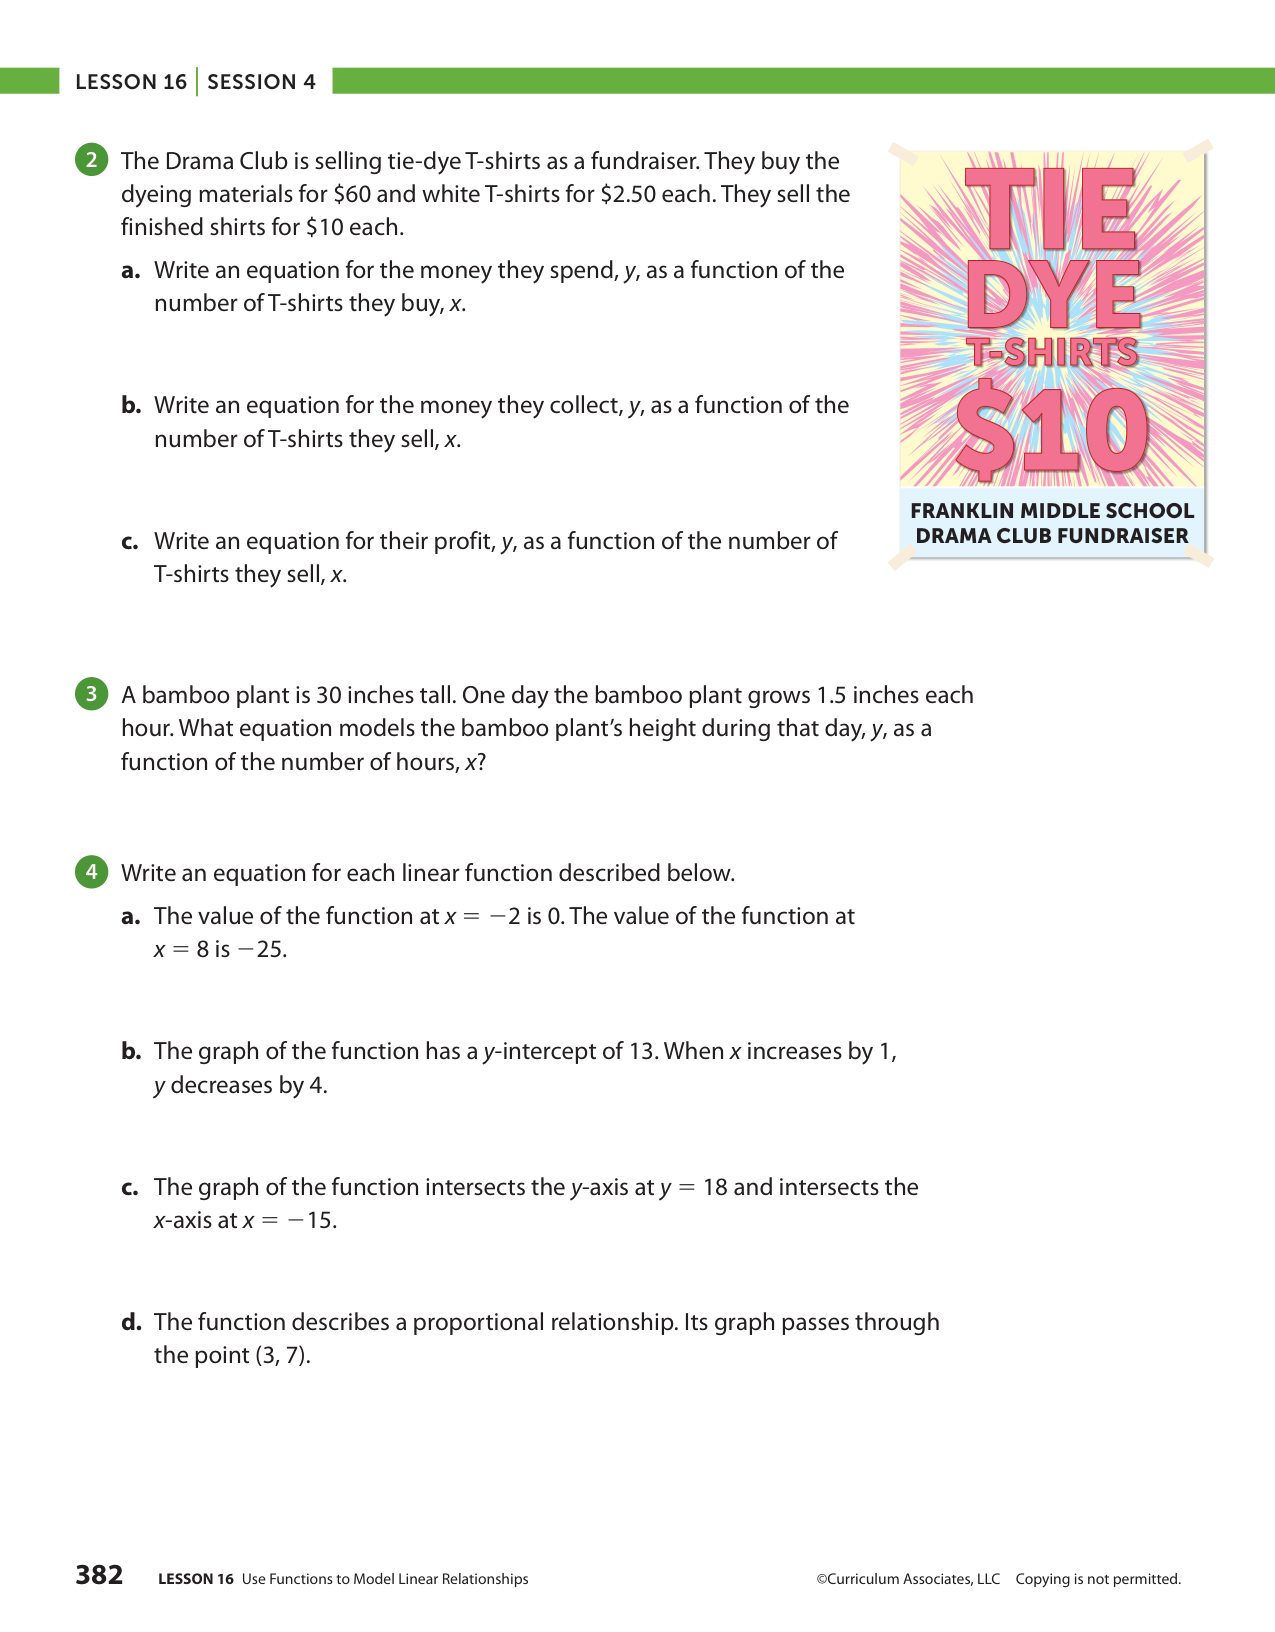 LESSON 16 | SESSION 4
2 The Drama Club is selling tie-dye T-shirts as a fundraiser. They buy the
dyeing materials for $60 and white T-shirts for $2.50 each. They sell the
finished shirts for $10 each.
a. Write an equation for the money they spend, y, as a function of the
number of T-shirts they buy, x.
b. Write an equation for the money they collect, y, as a function of the
number of T-shirts they sell, x.
c. Write an equation for their profit, y, as a function of the number of
T-shirts they sell, x.
TIE
DYE
T-SHIRTS
$10
FRANKLIN MIDDLE SCHOOL
DRAMA CLUB FUNDRAISER
3 A bamboo plant is 30 inches tall. One day the bamboo plant grows 1.5 inches each
hour. What equation models the bamboo plant’s height during that day, y, as a
function of the number of hours, x?
4 Write an equation for each linear function described below.
a. The value of the function at x = −2 is 0. The value of the function at
x = 8 is −25.
b. The graph of the function has a y-intercept of 13. When x increases by 1,
y decreases by 4.
c. The graph of the function intersects the y-axis at y = 18 and intersects the
x-axis at x = −15.
d. The function describes a proportional relationship. Its graph passes through
the point (3, 7).
382 LESSON 16 Use Functions to Model Linear Relationships ©Curriculum Associates, LLC Copying is not permitted.